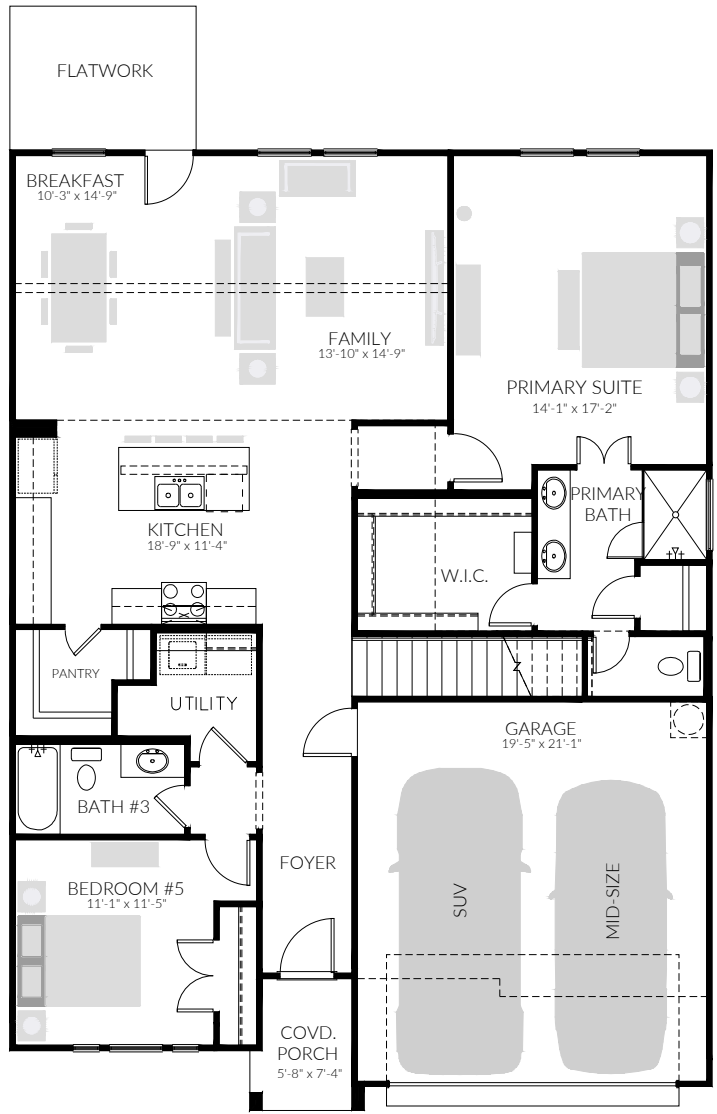 FLATWORK
BREAKFAST
10'-3" x 14'-9"
FAMILY
13'-10" x 14'-9"
PRIMARY SUITE
14'-1" x 17'-2"
PRIMARY
BATH
KITCHEN
18'-9" x 11'-4"
W.I.C.
PANTRY
UTILITY
GARAGE
19'-5" x 21'-1"
BATH #3
FOYER
BEDROOM #5
11'-1" x 11'-5"
SUV
MID-SIZE
COVD.
PORCH
5'-8" x 7'-4"